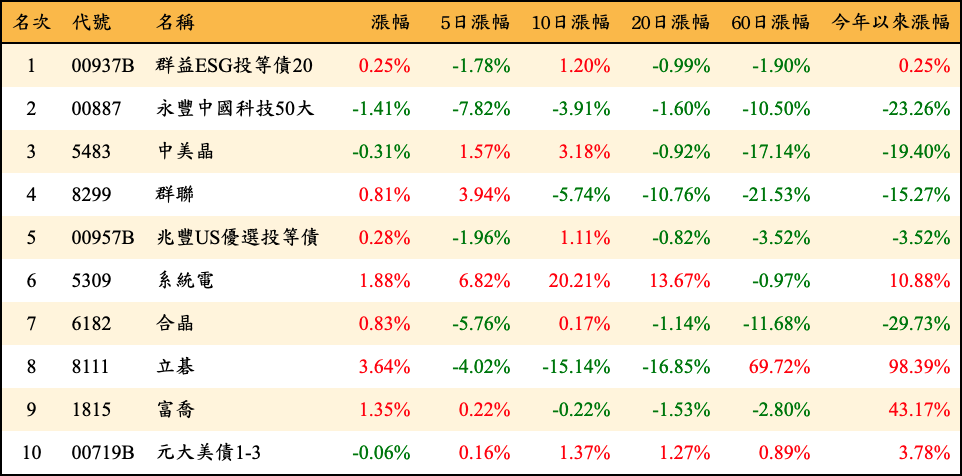 名次 代號 名稱 漲幅 5日漲幅 10日漲幅 20日漲幅 60日漲幅 今年以來漲幅
1 00937B 群益ESG投等債20 0.25% -1.78% 1.20% -0.99% -1.90% 0.25%
2 00887 永豐中國科技50大 -1.41% -7.82% -3.91% -1.60% -10.50% -23.26%
3 5483 中美晶 -0.31% 1.57% 3.18% -0.92% -17.14% -19.40%
4 8299 群聯 0.81% 3.94% -5.74% -10.76% -21.53% -15.27%
5 00957B 兆豐US優選投等債 0.28% -1.96% 1.11% -0.82% -3.52% -3.52%
6 5309 系統電 1.88% 6.82% 20.21% 13.67% -0.97% 10.88%
7 6182 合晶 0.83% -5.76% 0.17% -1.14% -11.68% -29.73%
8 8111 立碁 3.64% -4.02% -15.14% -16.85% 69.72% 98.39%
9 1815 富喬 1.35% 0.22% -0.22% -1.53% -2.80% 43.17%
10 00719B 元大美債1-3 -0.06% 0.16% 1.37% 1.27% 0.89% 3.78%